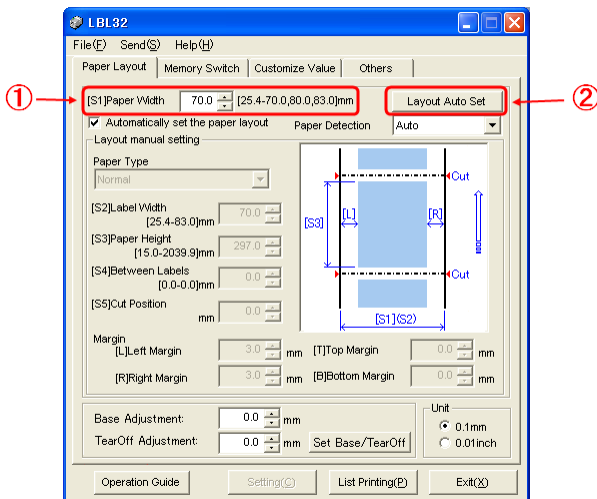 LBL32
File(F) Send(S) Help(H)
Paper Layout Memory Switch Customize Value Others
① [S1]Paper Width 70.0 [25.4-70.0,80.0,83.0]mm Layout Auto Set ②
Automatically set the paper layout Paper Detection Auto
Layout manual setting
Paper Type
Normal
[S2]Label Width
[25.4-83.0]mm 70.0
[S3]Paper Height
[15.0-2039.9]mm 297.0
[S4]Between Labels
[0.0-0.0]mm 0.0
[S5]Cut Position
mm 0.0
Cut
[S3] [L] [R]
Cut
[S1](S2)
Margin
[L]Left Margin 3.0 mm [T]Top Margin 0.0 mm
[R]Right Margin 3.0 mm [B]Bottom Margin 0.0 mm
Base Adjustment: 0.0 mm
TearOff Adjustment: 0.0 mm Set Base/TearOff
Unit
0.1mm
0.01inch
Operation Guide Setting(C) List Printing(P) Exit(X)